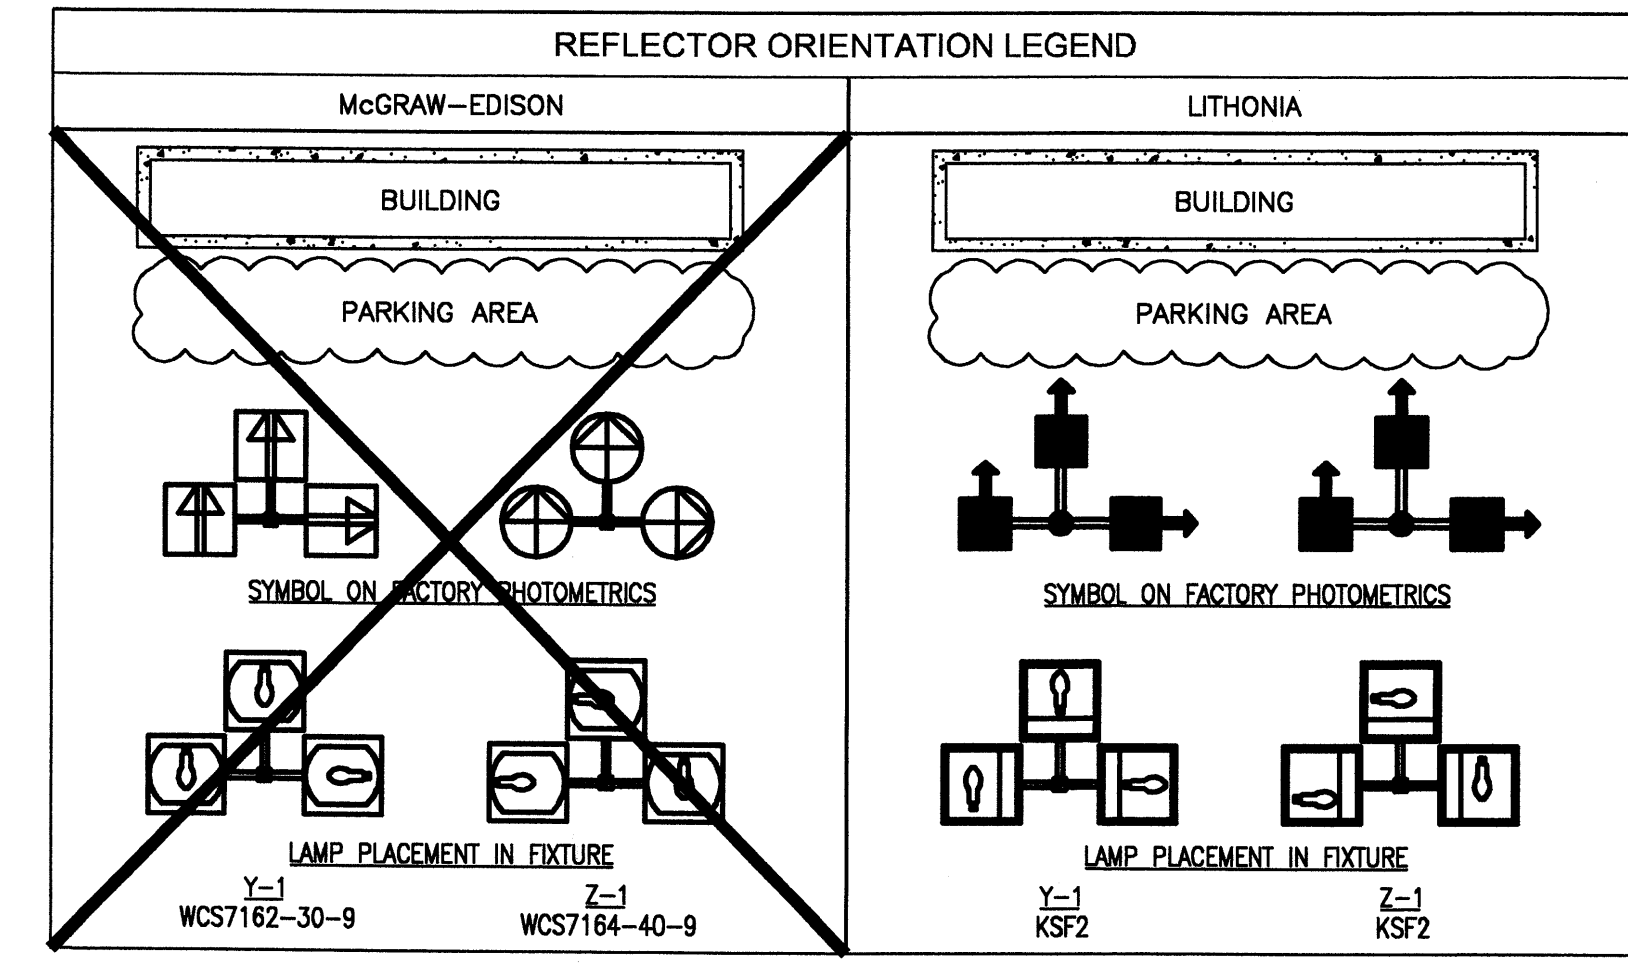 REFLECTOR ORIENTATION LEGEND
McGRAW-EDISON
BUILDING
PARKING AREA
SYMBOL ON FACTORY PHOTOMETRICS
LAMP PLACEMENT IN FIXTURE
Y-1
WCS7162-30-9
Z-1
WCS7164-40-9
LITHONIA
BUILDING
PARKING AREA
SYMBOL ON FACTORY PHOTOMETRICS
LAMP PLACEMENT IN FIXTURE
Y-1
KSF2
Z-1
KSF2